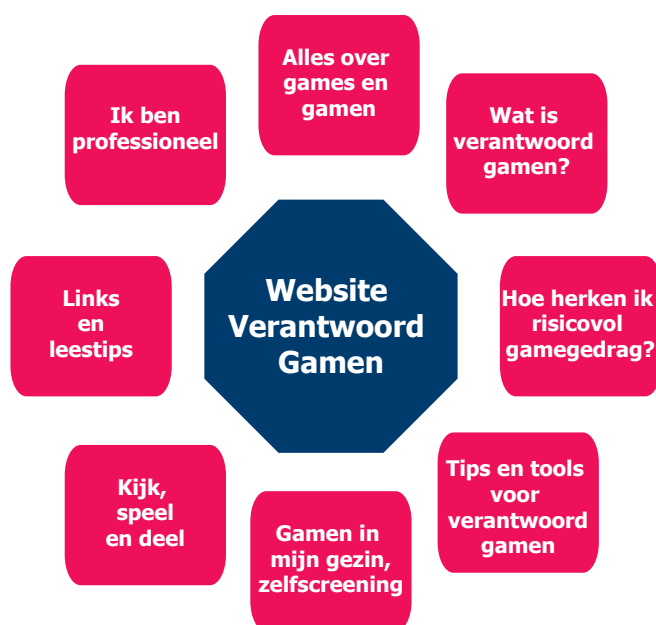 Alles over
games en
gamen
Wat is
verantwoord
gamen?
Hoe herken ik
risicovol
gamegedrag?
Tips en tools
voor
verantwoord
gamen
Gamen in
mijn gezin,
zelfscreening
Kijk,
speel
en deel
Links
en
leestips
Ik ben
professioneel
Website
Verantwoord
Gamen